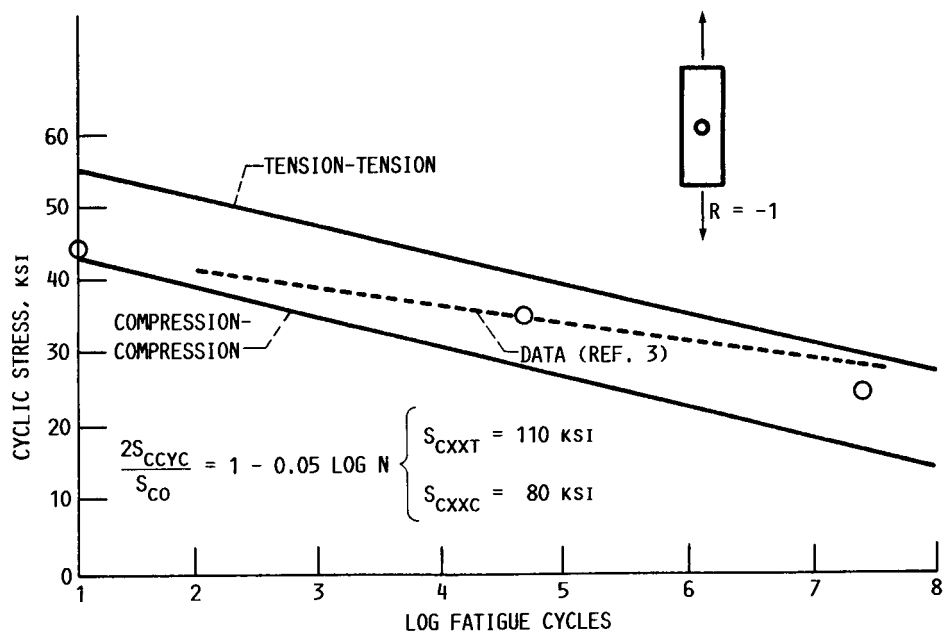 60
50
40
30
20
10
0
1
2
3
4
5
6
7
8
CYCLIC STRESS, KSI
LOG FATIGUE CYCLES
TENSION-TENSION
R = -1
COMPRESSION-
COMPRESSION
DATA (REF. 3)
2S_CCYC / S_CO = 1 - 0.05 LOG N
S_CXXT = 110 KSI
S_CXXC = 80 KSI